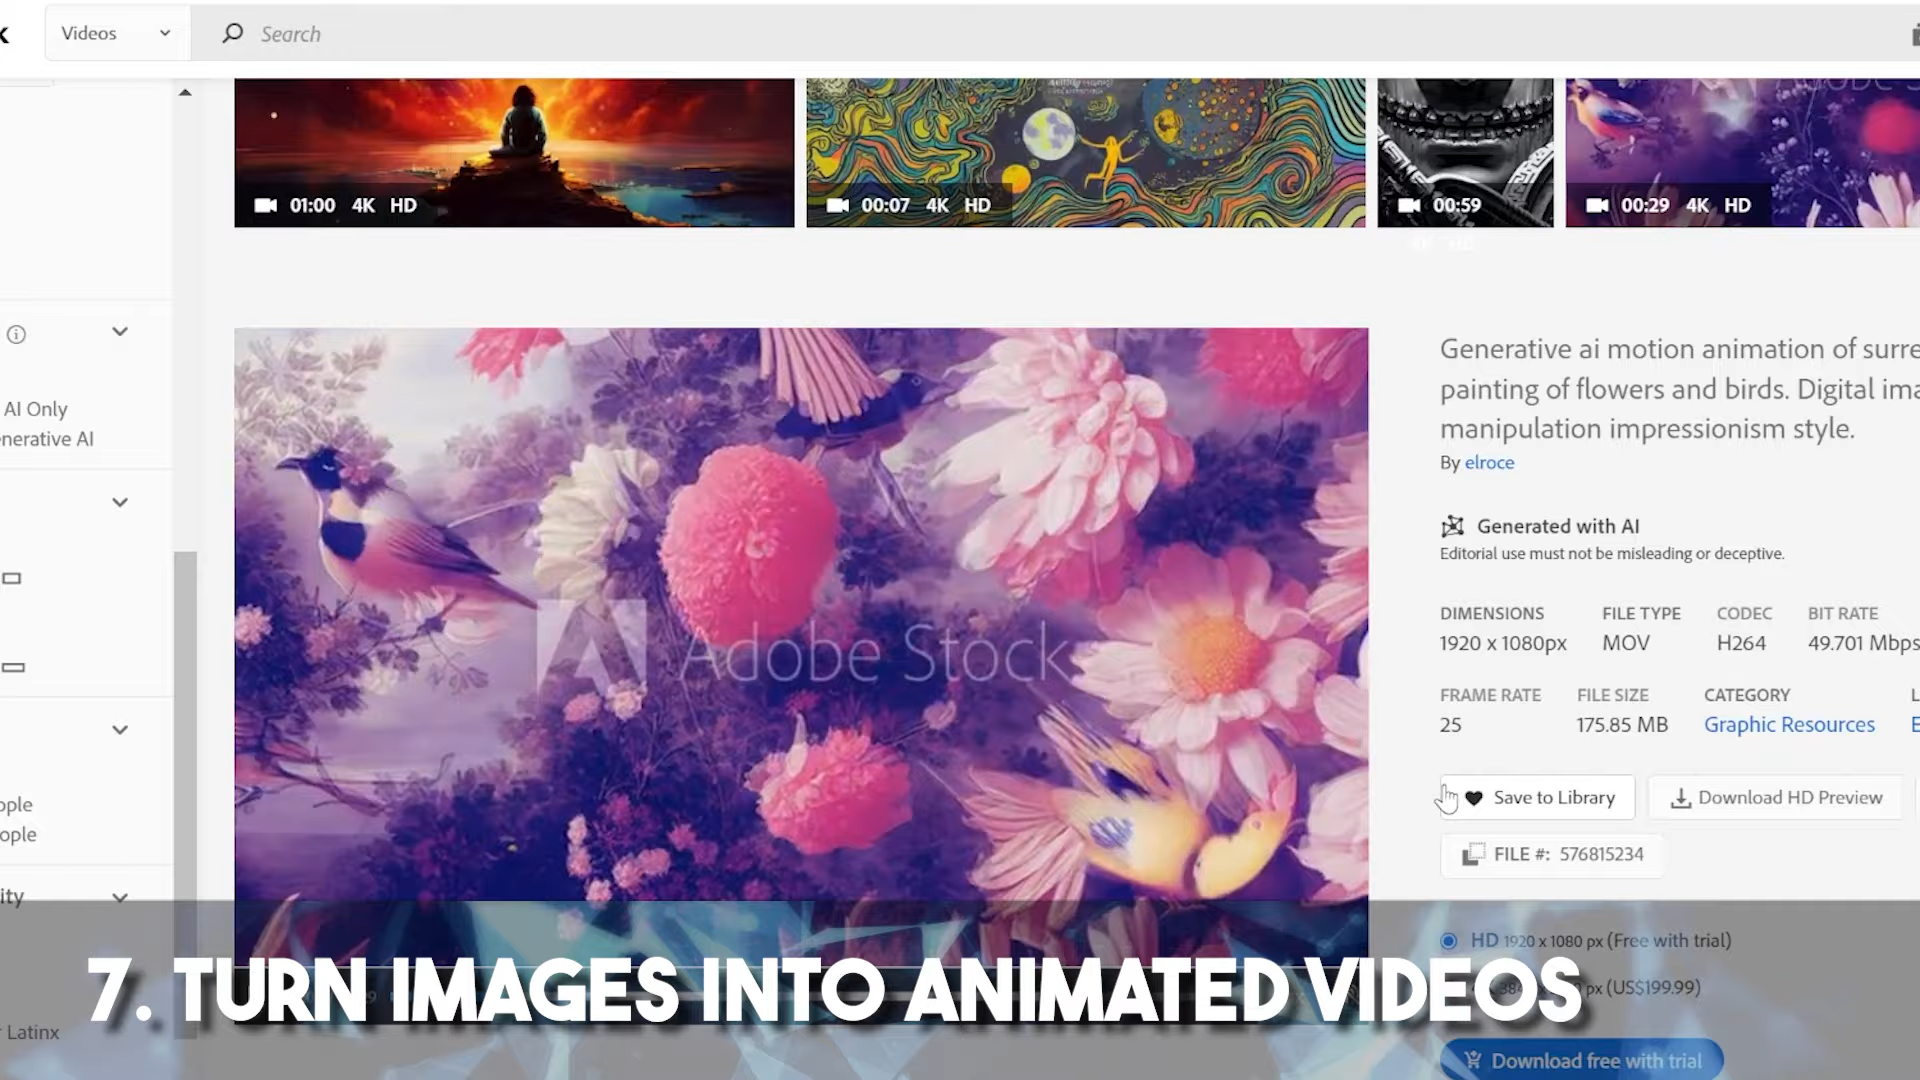 Videos
Search
01:00 4K HD
00:07 4K HD
00:59
00:29 4K HD
AI Only
nerative AI
Generative ai motion animation of surre
painting of flowers and birds. Digital ima
manipulation impressionism style.
By elroce
Generated with AI
Editorial use must not be misleading or deceptive.
DIMENSIONS FILE TYPE CODEC BIT RATE
1920 x 1080px MOV H264 49.701 Mbps
FRAME RATE FILE SIZE CATEGORY
25 175.85 MB Graphic Resources
Adobe Stock
Save to Library Download HD Preview
FILE #: 576815234
ople
ople
ity
HD 1920 x 1080 px (Free with trial)
px (US$199.99)
7. TURN IMAGES INTO ANIMATED VIDEOS
Latinx
Download free with trial